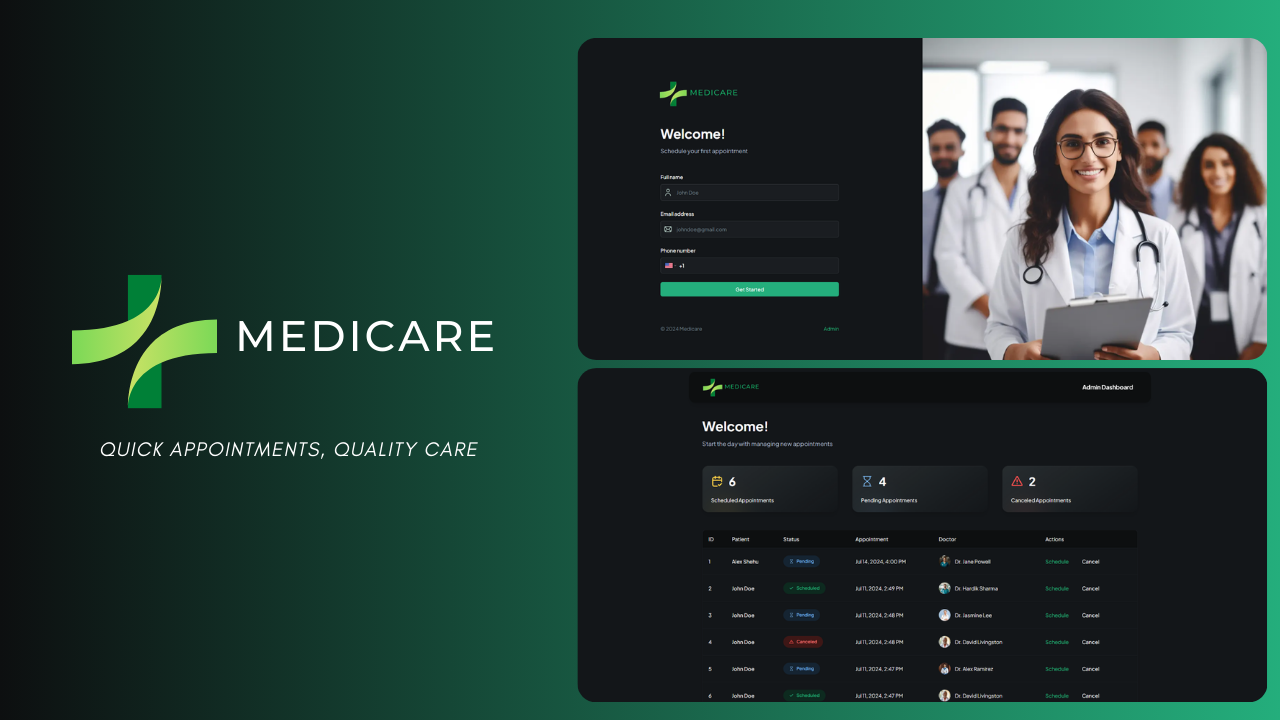 MEDICARE
QUICK APPOINTMENTS, QUALITY CARE
MEDICARE
Welcome!
Schedule your first appointment
Full name
John Doe
Email address
johndoe@gmail.com
Phone number
+1
Get Started
© 2024 Medicare Admin
MEDICARE Admin Dashboard
Welcome!
Start the day with managing new appointments
6 4 2
Scheduled Appointments Pending Appointments Canceled Appointments
ID Patient Status Appointment Doctor Actions
1 Alex Shehu Pending Jul 14, 2024, 4:00 PM Dr. Jane Powell Schedule Cancel
2 John Doe Scheduled Jul 11, 2024, 2:49 PM Dr. Hardik Sharma Schedule Cancel
3 John Doe Pending Jul 11, 2024, 2:48 PM Dr. Jasmine Lee Schedule Cancel
4 John Doe Canceled Jul 11, 2024, 2:48 PM Dr. David Livingston Schedule Cancel
5 John Doe Pending Jul 11, 2024, 2:47 PM Dr. Alex Ramirez Schedule Cancel
6 John Doe Scheduled Jul 11, 2024, 2:47 PM Dr. David Livingston Schedule Cancel